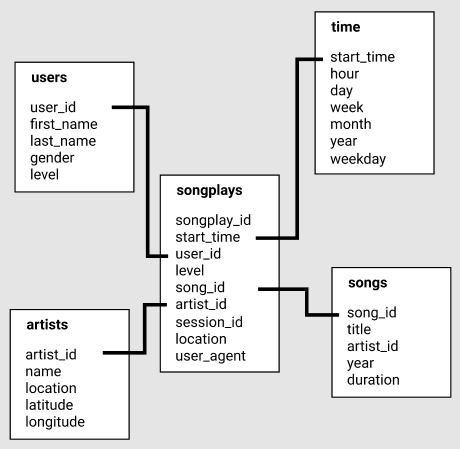 time
start_time
hour
day
week
month
year
weekday
users
user_id
first_name
last_name
gender
level
songplays
songplay_id
start_time
user_id
level
song_id
artist_id
session_id
location
user_agent
songs
song_id
title
artist_id
year
duration
artists
artist_id
name
location
latitude
longitude